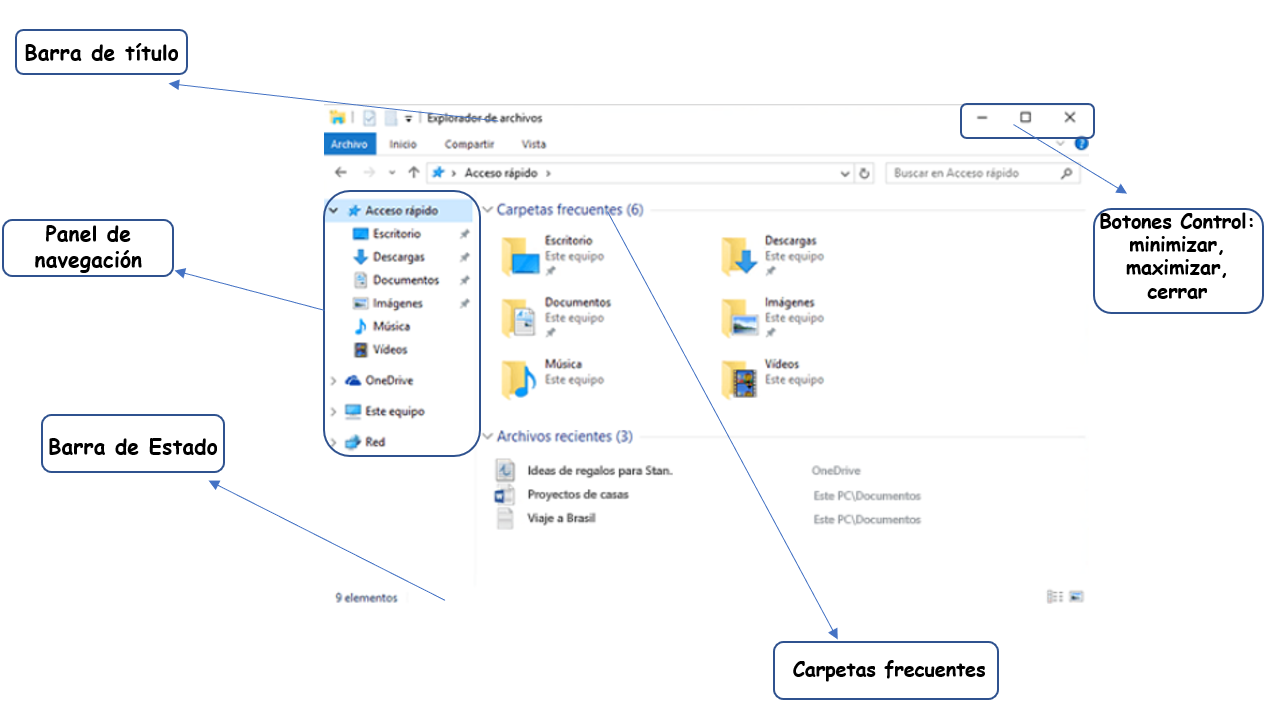 Barra de título
Explorador de archivos
Archivo Inicio Compartir Vista
Acceso rápido
Buscar en Acceso rápido
Panel de
navegación
Acceso rápido
Escritorio
Descargas
Documentos
Imágenes
Música
Vídeos
OneDrive
Este equipo
Red
Carpetas frecuentes (6)
Escritorio
Este equipo
Descargas
Este equipo
Documentos
Este equipo
Imágenes
Este equipo
Música
Este equipo
Vídeos
Este equipo
Botones Control:
minimizar,
maximizar,
cerrar
Barra de Estado
Archivos recientes (3)
Ideas de regalos para Stan. OneDrive
Proyectos de casas Este PC\Documentos
Viaje a Brasil Este PC\Documentos
9 elementos
Carpetas frecuentes